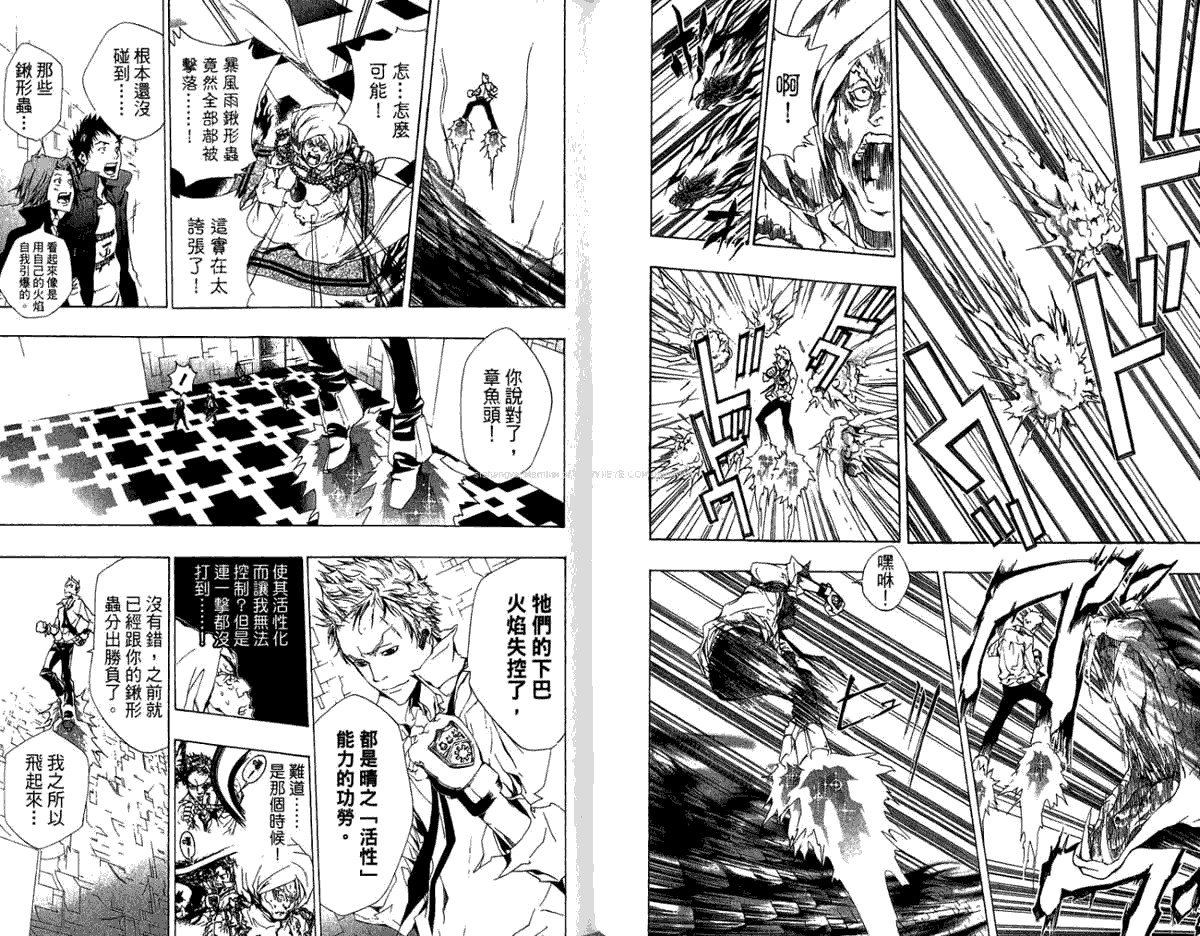 啊！
ドドド
嘿咻！
怎…怎麼
可能！
暴風雨鍬形蟲
竟然全部都被
擊落……！
這實在太
誇張了！
根本還沒
碰到……
那些
鍬形蟲…
看起來像是
用自己的火焰
自我引爆的。
你說對了，
章魚頭！
牠們的下巴
火焰失控了，
都是晴之「活性」
能力的功勞。
使其活性化
而讓我無法
控制？但是
連一擊都沒
打到……！
難道……
是那個時候！
沒有錯，之前就
已經跟你的鍬形
蟲分出勝負了。
我之所以
飛起來…